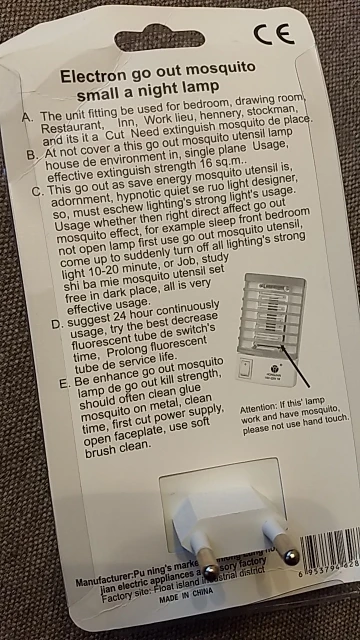 CE
Electron go out mosquito
small a night lamp
A. The unit fitting be used for bedroom, drawing room,
Restaurant, Inn, Work lieu, hennery, stockman,
and its it a Cut Need extinguish mosquito de place.
B. At not cover a this go out mosquito utensil lamp
house de environment in, single plane Usage,
effective extinguish strength 16 sq.m..
C. This go out as save energy mosquito utensil is,
adornment, hypnotic quiet se ruo light designer,
so, must eschew lighting's strong light's usage.
Usage whether then right direct affect go out
mosquito effect, for example sleep front bedroom
not open lamp first use go out mosquito utensil,
come up to suddenly turn off all lighting's strong
light 10-20 minute, or Job, study
shi ba mie mosquito utensil set
free in dark place, all is very
effective usage.
D. suggest 24 hour continuously
usage, try the best decrease
fluorescent tube de switch's
time, Prolong fluorescent
tube de service life.
E. Be enhance go out mosquito
lamp de go out kill strength,
should often clean glue
mosquito on metal, clean
time, first cut power supply,
open faceplate, use soft
brush clean.
Attention: If this' lamp
work and have mosquito,
please not use hand touch.
Manufacturer:Pu ning's
jian electric appliances factory
Factory site: Float island district
MADE IN CHINA